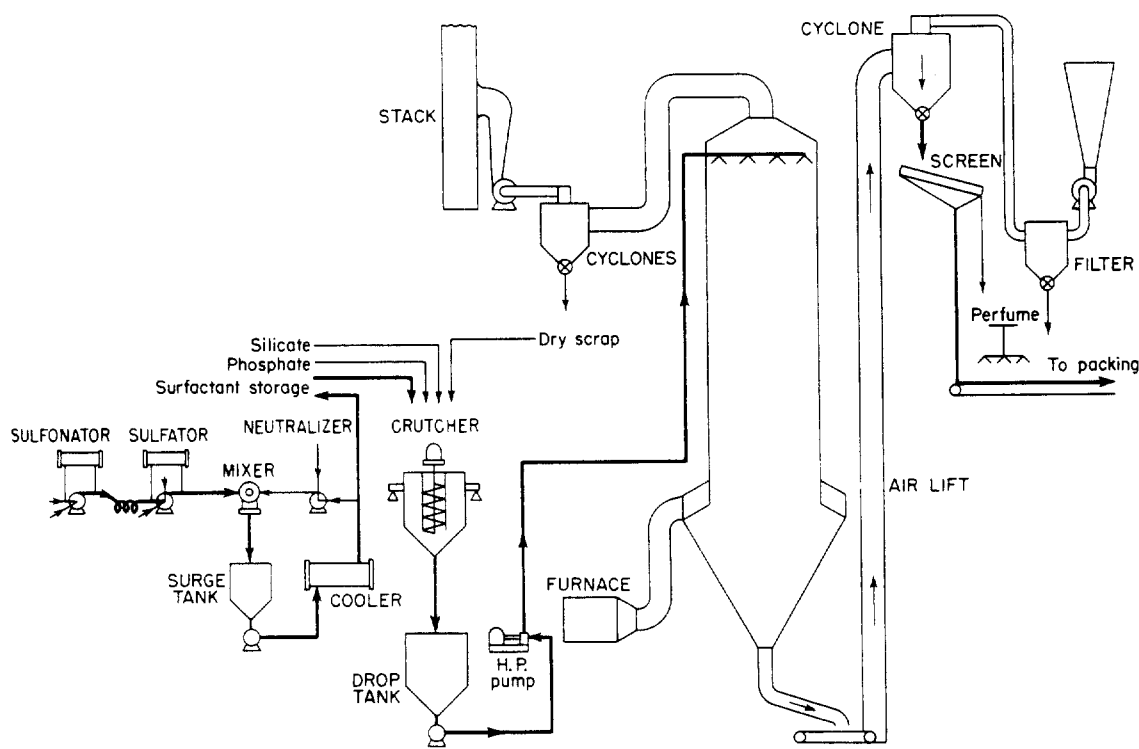 CYCLONE
STACK
SCREEN
CYCLONES
FILTER
Perfume
Silicate
Dry scrap
Phosphate
To packing
Surfactant storage
SULFONATOR
SULFATOR
NEUTRALIZER
CRUTCHER
MIXER
AIR LIFT
SURGE
TANK
COOLER
FURNACE
H.P.
pump
DROP
TANK